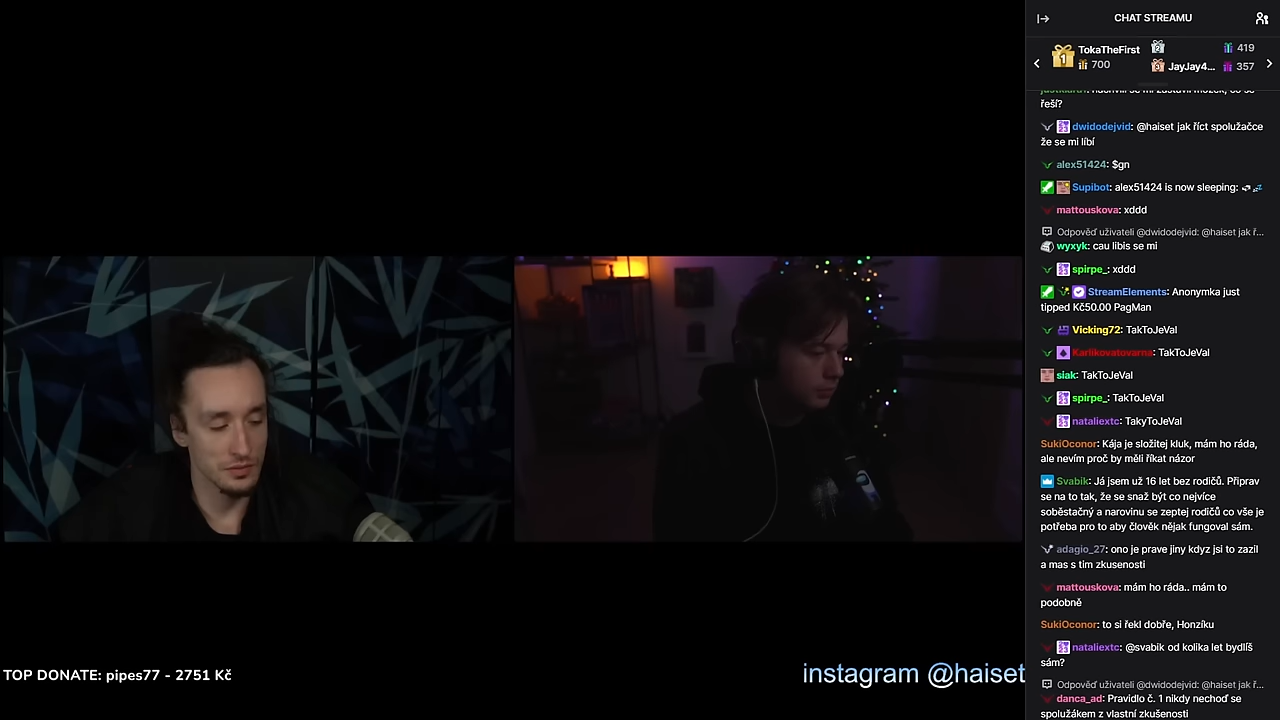 CHAT STREAMU
TokaTheFirst
700
419
JayJay4...
357
řeší?
dwidodejvid: @haiset jak říct spolužačce
že se mi líbí
alex51424: $gn
Supibot: alex51424 is now sleeping:
mattouskova: xddd
Odpověď uživateli @dwidodejvid: @haiset jak ř...
wyxyk: cau libis se mi
spirpe_: xddd
StreamElements: Anonymka just
tipped Kč50.00 PagMan
Vicking72: TakToJeVal
Karlikovatovarna: TakToJeVal
siak: TakToJeVal
spirpe_: TakToJeVal
nataliextc: TakyToJeVal
SukiOconor: Kája je složitej kluk, mám ho ráda,
ale nevím proč by měli říkat názor
Svabik: Já jsem už 16 let bez rodičů. Připrav
se na to tak, že se snaž být co nejvíce
soběstačný a narovinu se zeptej rodičů co vše je
potřeba pro to aby člověk nějak fungoval sám.
adagio_27: ono je prave jiny kdyz jsi to zazil
a mas s tim zkusenosti
mattouskova: mám ho ráda.. mám to
podobně
SukiOconor: to si řekl dobře, Honzíku
nataliextc: @svabik od kolika let bydlíš
sám?
Odpověď uživateli @dwidodejvid: @haiset jak ř...
danca_ad: Pravidlo č. 1 nikdy nechoď se
spolužákem z vlastní zkušenosti
TOP DONATE: pipes77 - 2751 Kč
instagram @haiset